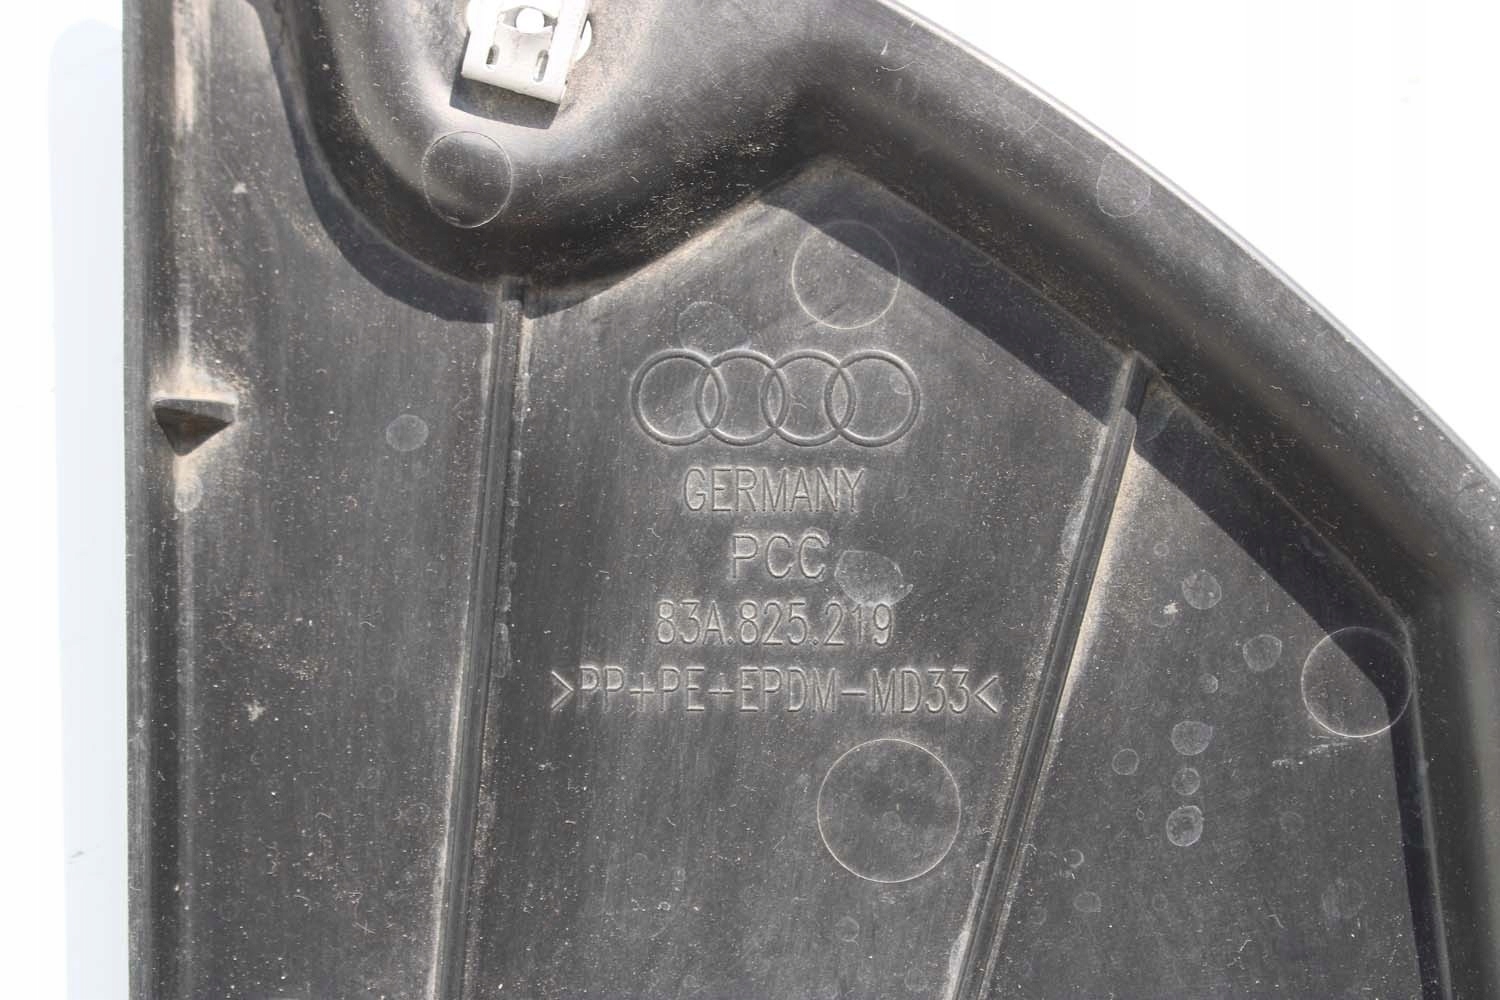 GERMANY
PCC
83A.825.219
>PP+PE+EPDM-MD33<